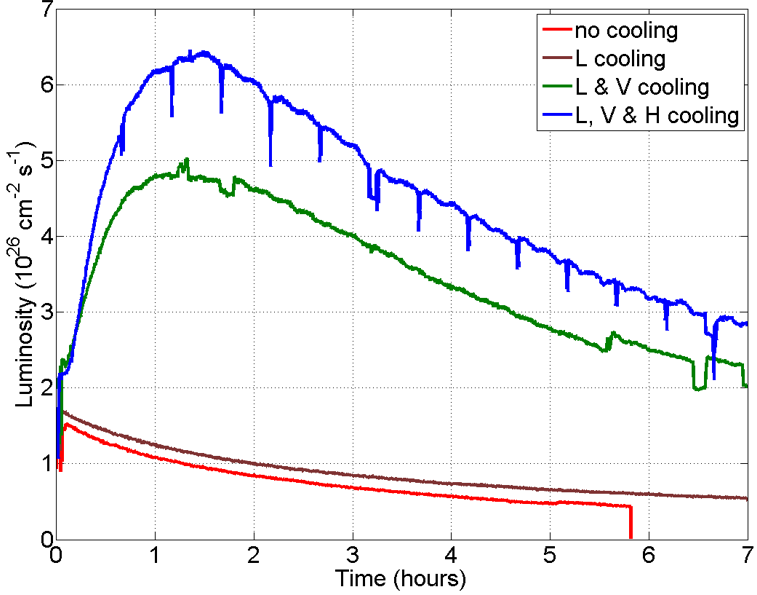 no cooling
L cooling
L & V cooling
L, V & H cooling
7
6
5
4
3
2
1
0
Luminosity (10²⁶ cm⁻² s⁻¹)
0 1 2 3 4 5 6 7
Time (hours)